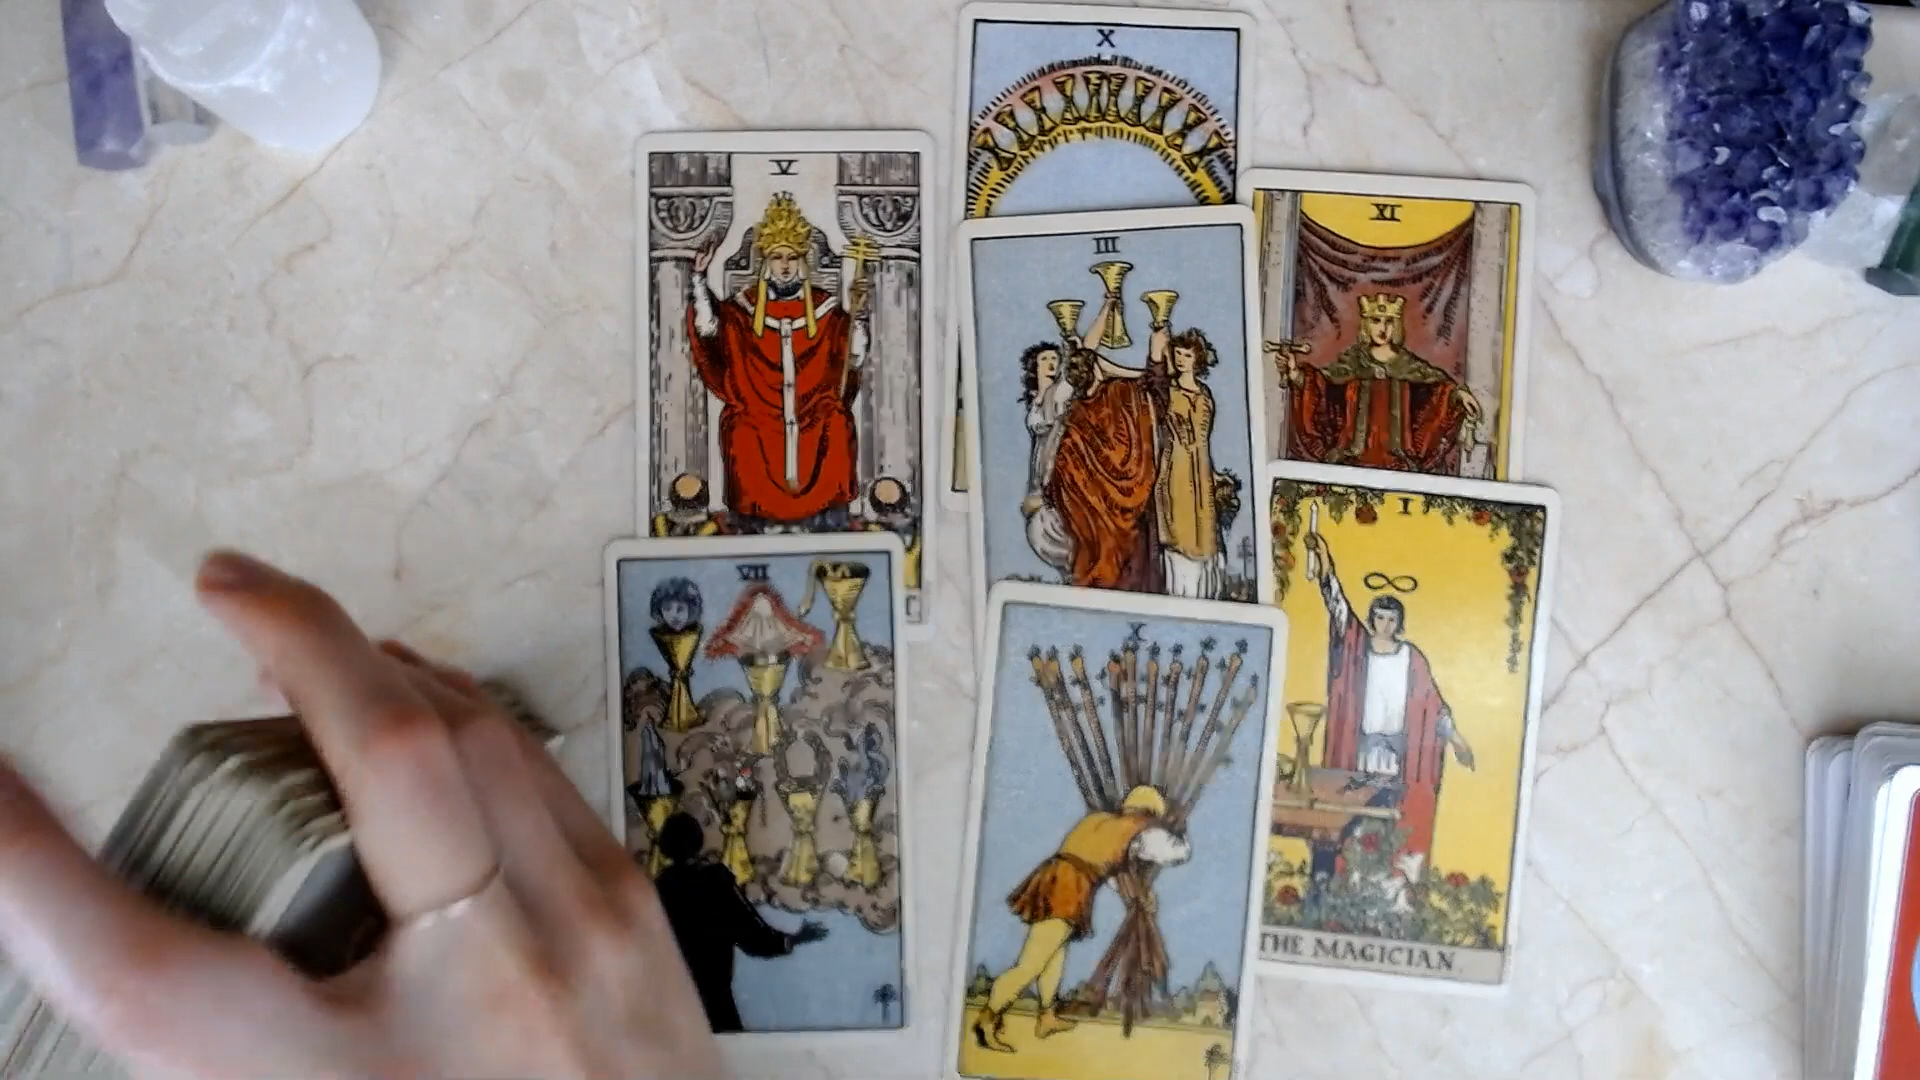 X
V
XI
III
I
VII
X
THE MAGICIAN.